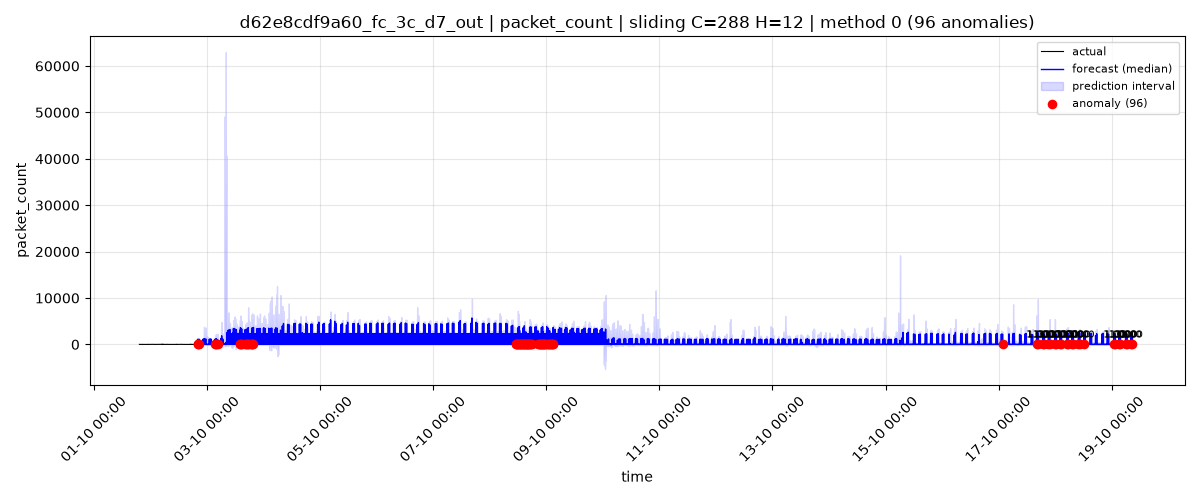 d62e8cdf9a60_fc_3c_d7_out | packet_count | sliding C=288 H=12 | method 0 (96 anomalies)
actual
forecast (median)
prediction interval
anomaly (96)
packet_count
60000
50000
40000
30000
20000
10000
0
01-10 00:00
03-10 00:00
05-10 00:00
07-10 00:00
09-10 00:00
11-10 00:00
13-10 00:00
15-10 00:00
17-10 00:00
19-10 00:00
time